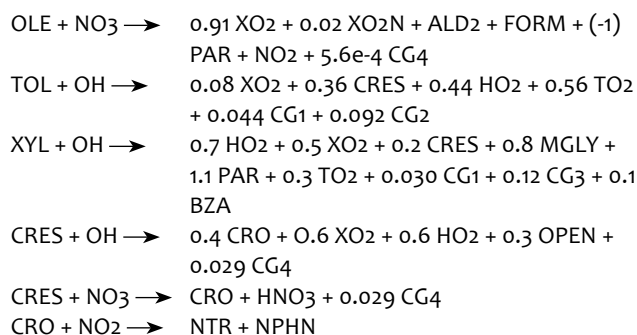 OLE + NO3 → 0.91 XO2 + 0.02 XO2N + ALD2 + FORM + (-1)
PAR + NO2 + 5.6e-4 CG4
TOL + OH → 0.08 XO2 + 0.36 CRES + 0.44 HO2 + 0.56 TO2
+ 0.044 CG1 + 0.092 CG2
XYL + OH → 0.7 HO2 + 0.5 XO2 + 0.2 CRES + 0.8 MGLY +
1.1 PAR + 0.3 TO2 + 0.030 CG1 + 0.12 CG3 + 0.1
BZA
CRES + OH → 0.4 CRO + O.6 XO2 + 0.6 HO2 + 0.3 OPEN +
0.029 CG4
CRES + NO3 → CRO + HNO3 + 0.029 CG4
CRO + NO2 → NTR + NPHN